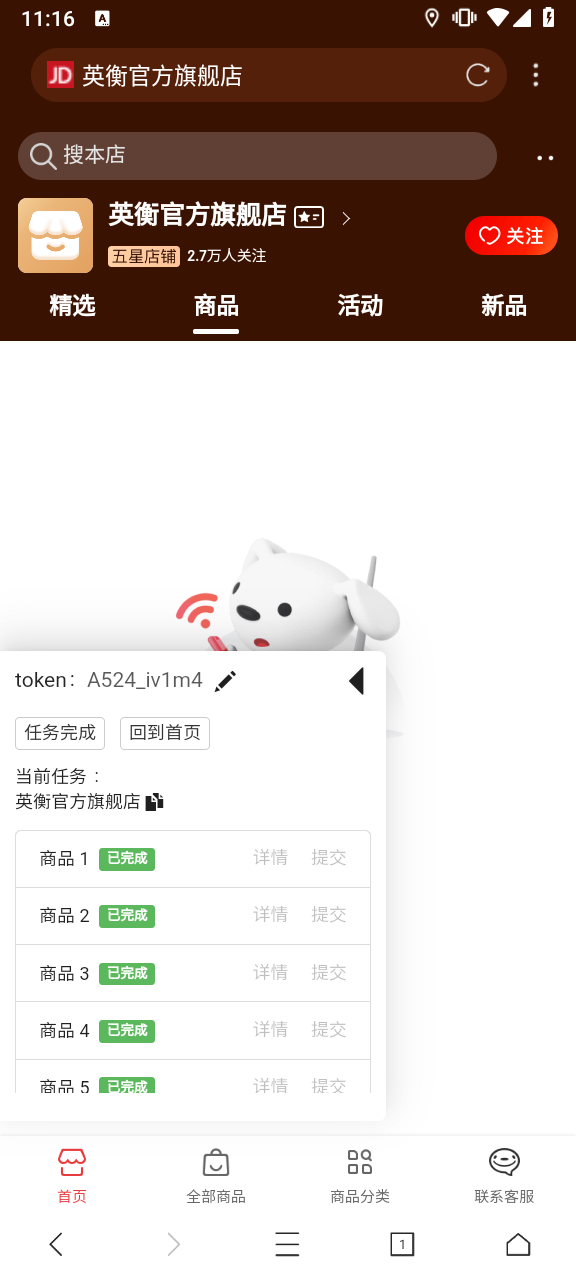 11:16 A
JD 英衡官方旗舰店
搜本店
英衡官方旗舰店
关注
五星店铺 2.7万人关注
精选 商品 活动 新品
token： A524_iv1m4
任务完成 回到首页
当前任务：
英衡官方旗舰店
商品 1 已完成 详情 提交
商品 2 已完成 详情 提交
商品 3 已完成 详情 提交
商品 4 已完成 详情 提交
商品 5 已完成 详情 提交
首页 全部商品 商品分类 联系客服
1